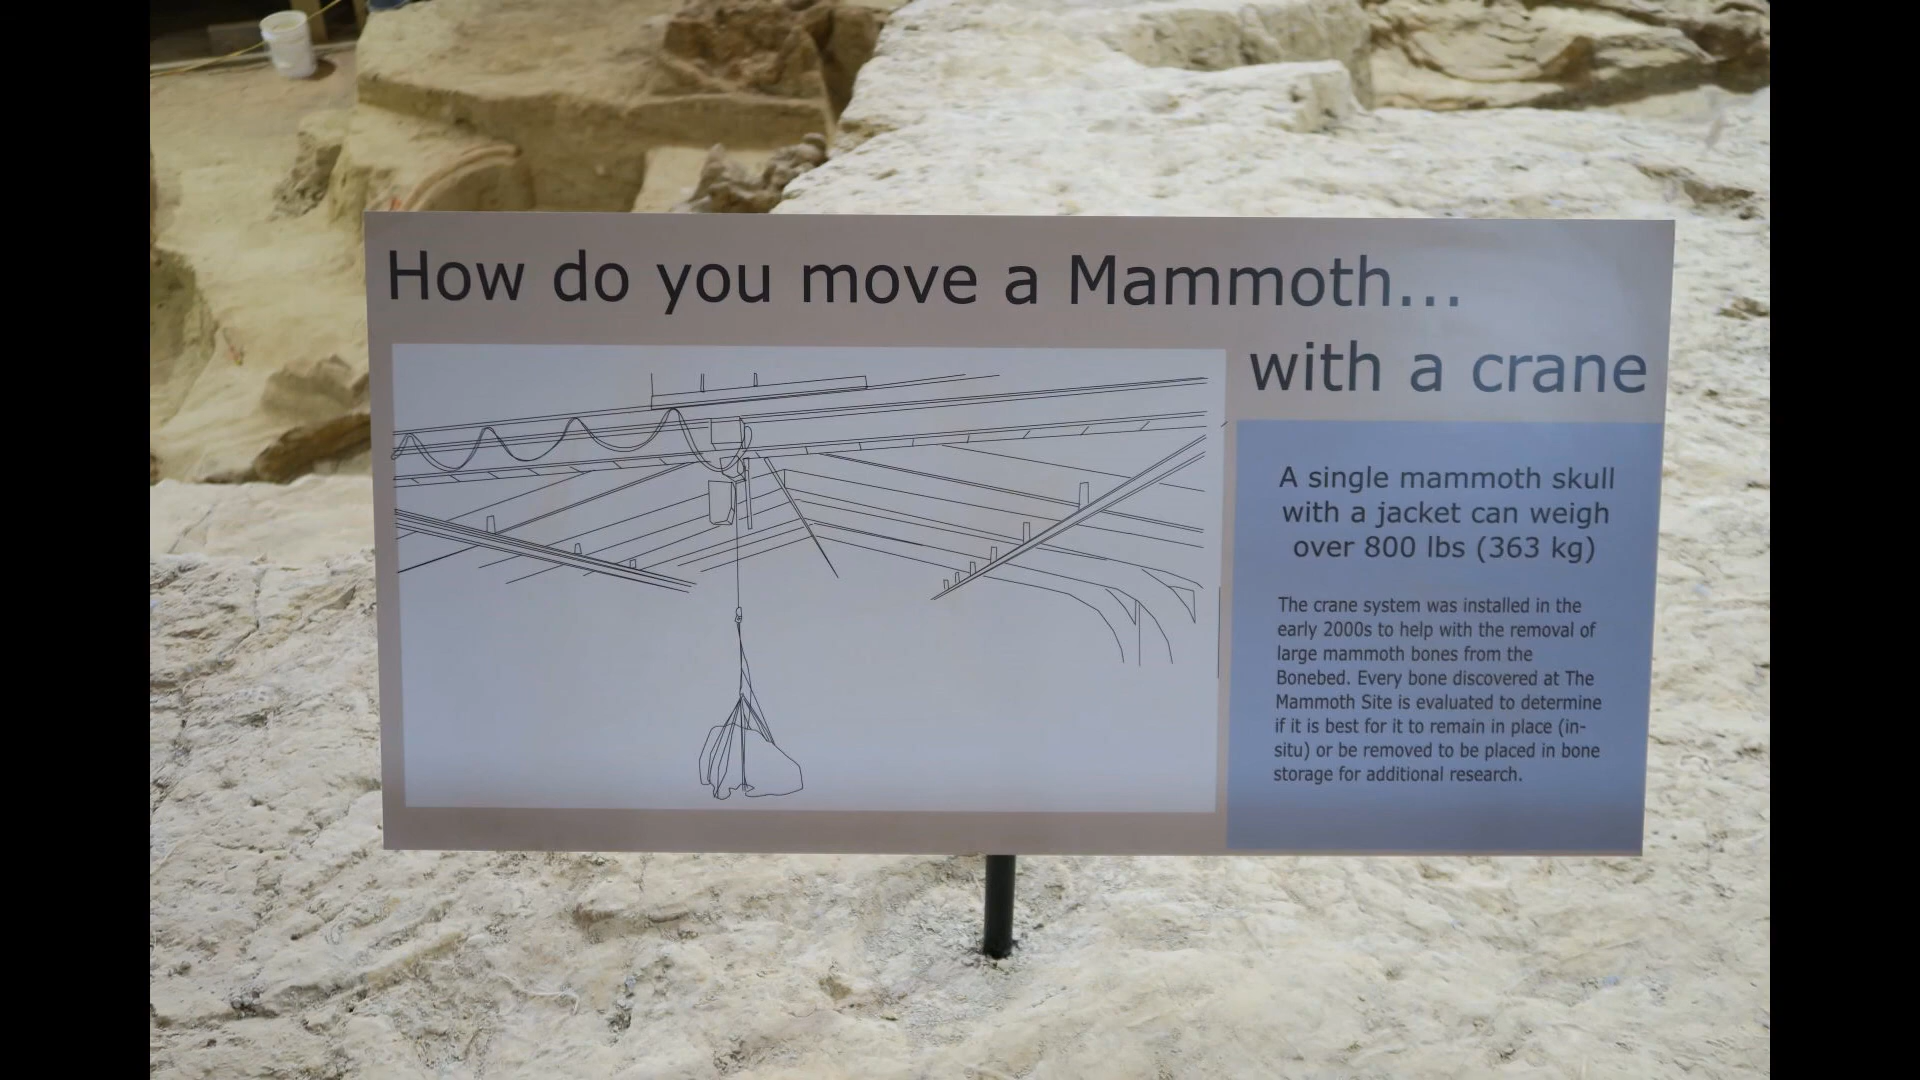 How do you move a Mammoth...
with a crane
A single mammoth skull
with a jacket can weigh
over 800 lbs (363 kg)
The crane system was installed in the
early 2000s to help with the removal of
large mammoth bones from the
Bonebed. Every bone discovered at The
Mammoth Site is evaluated to determine
if it is best for it to remain in place (in-
situ) or be removed to be placed in bone
storage for additional research.